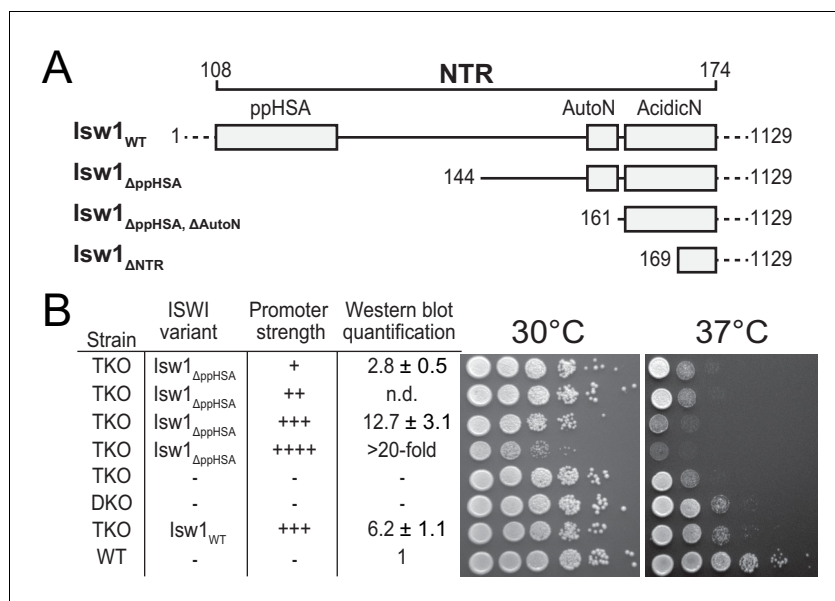 A
108 NTR 174
ppHSA AutoN AcidicN
Isw1WT 1 1129
Isw1ΔppHSA 144 1129
Isw1ΔppHSA, ΔAutoN 161 1129
Isw1ΔNTR 169 1129
B
Strain ISWI variant Promoter strength Western blot quantification 30°C 37°C
TKO Isw1ΔppHSA + 2.8 ± 0.5
TKO Isw1ΔppHSA ++ n.d.
TKO Isw1ΔppHSA +++ 12.7 ± 3.1
TKO Isw1ΔppHSA ++++ >20-fold
TKO - - -
DKO - - -
TKO Isw1WT +++ 6.2 ± 1.1
WT - - 1